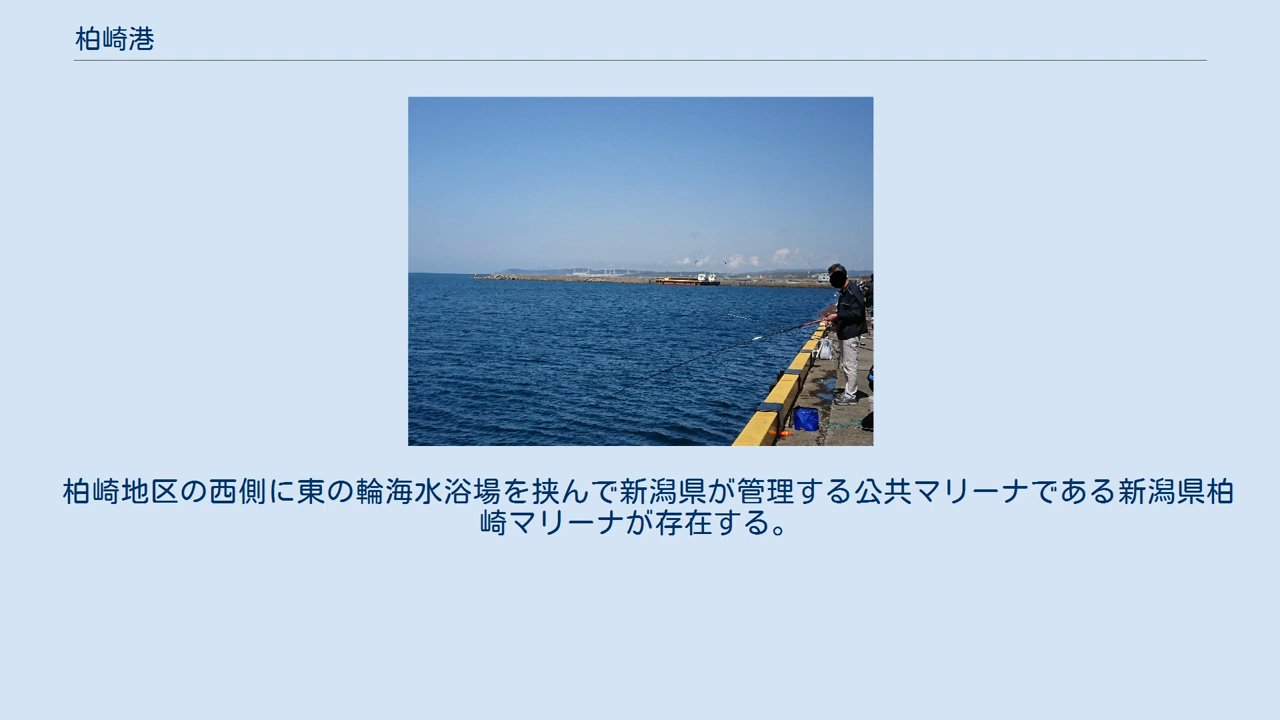 柏崎港
柏崎地区の西側に東の輪海水浴場を挟んで新潟県が管理する公共マリーナである新潟県柏
崎マリーナが存在する。